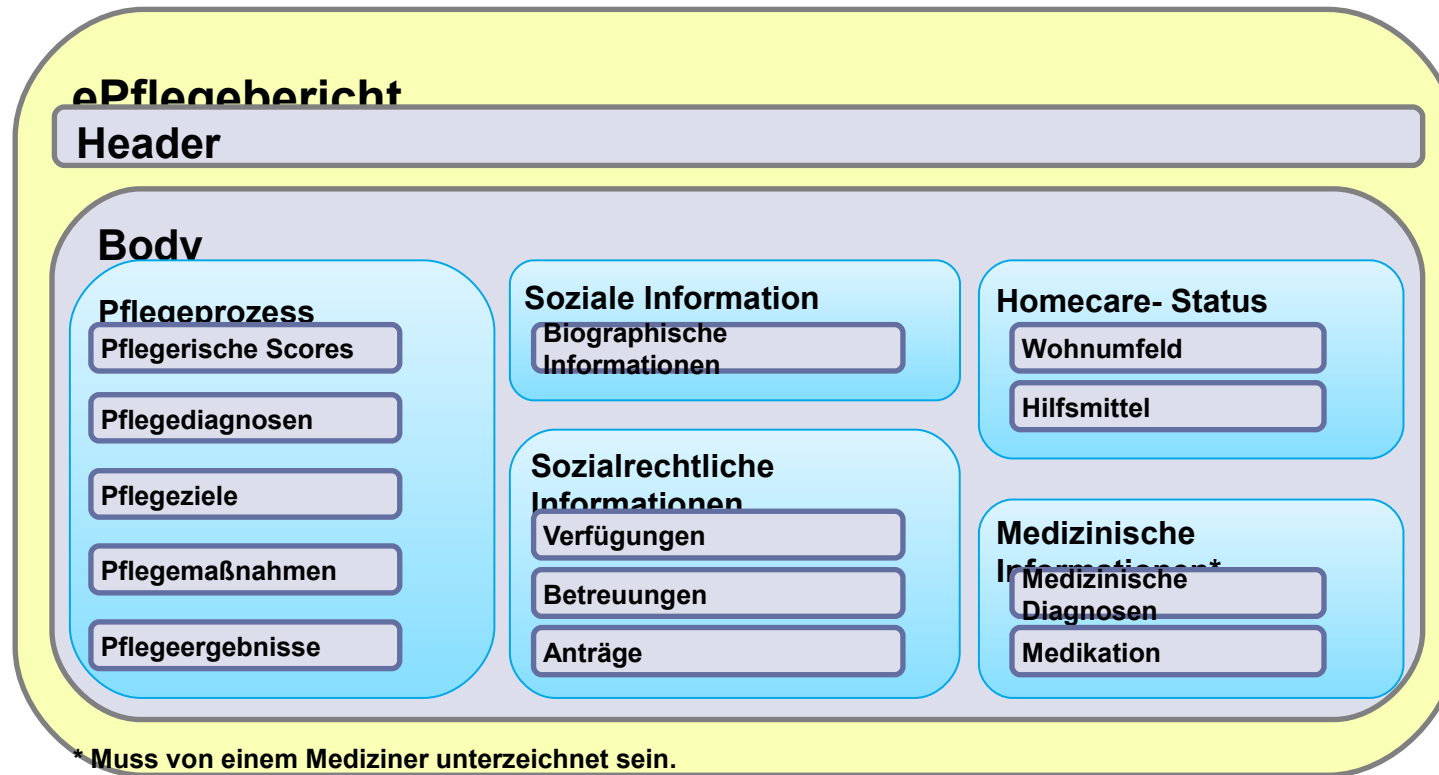 ePflegebericht
Header
Body
Pflegeprozess
Pflegerische Scores
Pflegediagnosen
Pflegeziele
Pflegemaßnahmen
Pflegeergebnisse
Soziale Information
Biographische
Informationen
Sozialrechtliche
Informationen
Verfügungen
Betreuungen
Anträge
Homecare- Status
Wohnumfeld
Hilfsmittel
Medizinische
Informationen*
Medizinische
Diagnosen
Medikation
* Muss von einem Mediziner unterzeichnet sein.